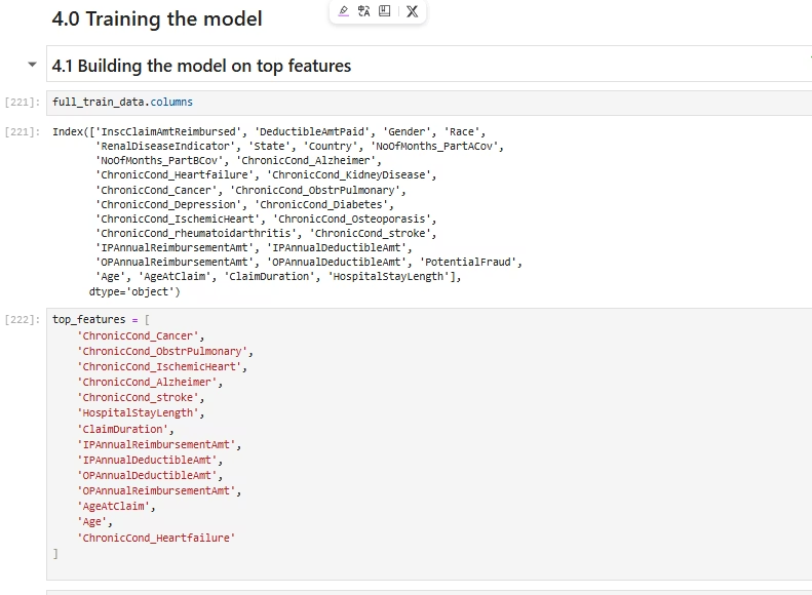 4.0 Training the model
4.1 Building the model on top features
[221]: full_train_data.columns
[221]: Index(['InscClaimAmtReimbursed', 'DeductibleAmtPaid', 'Gender', 'Race',
'RenalDiseaseIndicator', 'State', 'Country', 'NoOfMonths_PartACov',
'NoOfMonths_PartBCov', 'ChronicCond_Alzheimer',
'ChronicCond_Heartfailure', 'ChronicCond_KidneyDisease',
'ChronicCond_Cancer', 'ChronicCond_ObstrPulmonary',
'ChronicCond_Depression', 'ChronicCond_Diabetes',
'ChronicCond_IschemicHeart', 'ChronicCond_Osteoporasis',
'ChronicCond_rheumatoidarthritis', 'ChronicCond_stroke',
'IPAnnualReimbursementAmt', 'IPAnnualDeductibleAmt',
'OPAnnualReimbursementAmt', 'OPAnnualDeductibleAmt', 'PotentialFraud',
'Age', 'AgeAtClaim', 'ClaimDuration', 'HospitalStayLength'],
dtype='object')
[222]: top_features = [
'ChronicCond_Cancer',
'ChronicCond_ObstrPulmonary',
'ChronicCond_IschemicHeart',
'ChronicCond_Alzheimer',
'ChronicCond_stroke',
'HospitalStayLength',
'ClaimDuration',
'IPAnnualReimbursementAmt',
'IPAnnualDeductibleAmt',
'OPAnnualDeductibleAmt',
'OPAnnualReimbursementAmt',
'AgeAtClaim',
'Age',
'ChronicCond_Heartfailure'
]